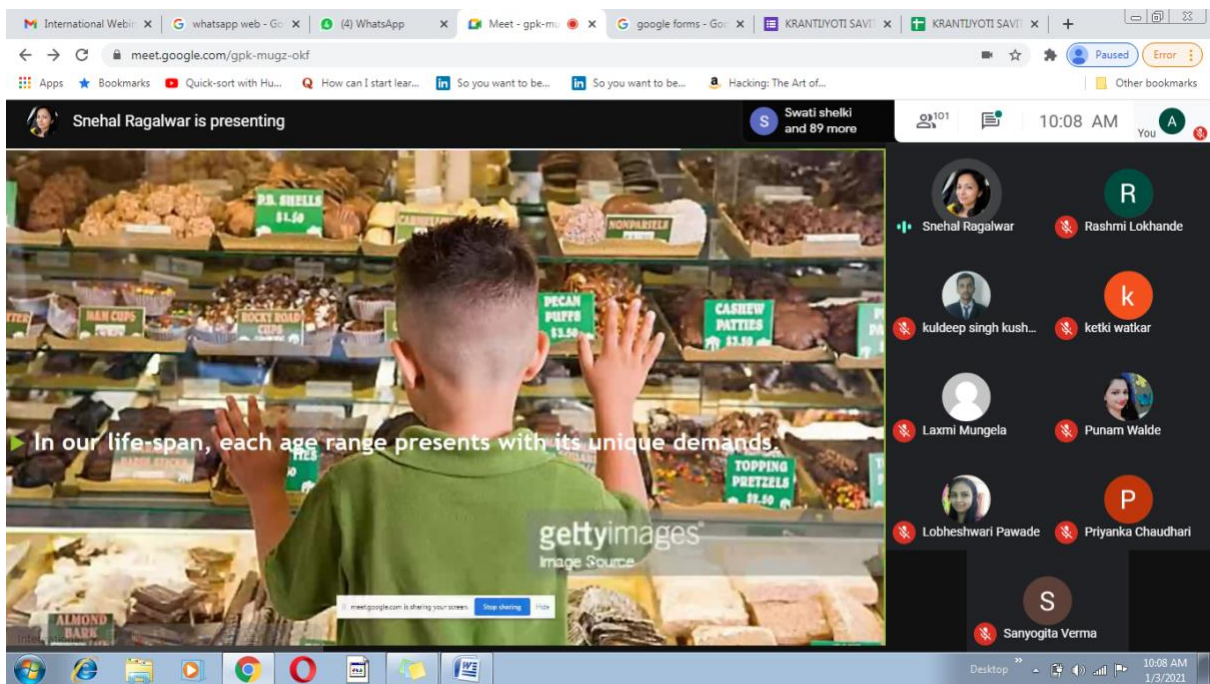 International Webin
whatsapp web - Go
(4) WhatsApp
Meet - gpk-mu
google forms - Goo
KRANTIJYOTI SAVIT
KRANTIJYOTI SAVIT
meet.google.com/gpk-mugz-okf
Paused
Error
Apps
Bookmarks
Quick-sort with Hu...
How can I start lear...
So you want to be...
So you want to be...
Hacking: The Art of...
Other bookmarks
Snehal Ragalwar is presenting
S
Swati shelki
and 89 more
101
10:08 AM
You
A
P.B. SHELLS
$1.50
NONPARIELS
M&M CUPS
ROCKY ROAD
CUPS
PECAN
PUFFS
$3.50
CASHEW
PATTIES
$3.50
In our life-span, each age range presents with its unique demands.
TOPPING
PRETZELS
$2.50
gettyimages
Image Source
meet.google.com is sharing your screen.
Stop sharing
Hide
ALMOND
BARK
Snehal Ragalwar
R
Rashmi Lokhande
kuldeep singh kush...
k
ketki watkar
Laxmi Mungela
Punam Walde
Lobheshwari Pawade
P
Priyanka Chaudhari
S
Sanyogita Verma
Desktop
10:08 AM
1/3/2021